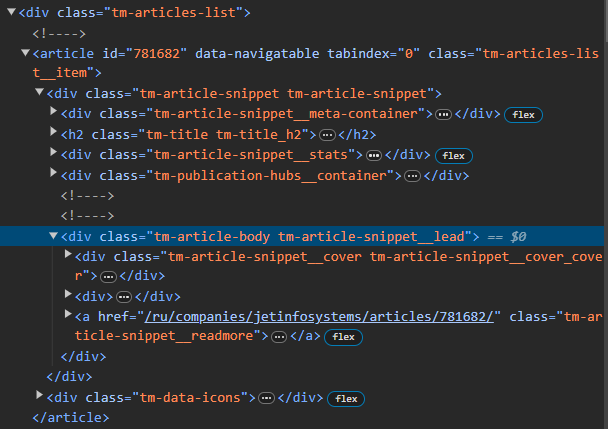 <div class="tm-articles-list">
<!---->
<article id="781682" data-navigatable tabindex="0" class="tm-articles-lis
t__item">
<div class="tm-article-snippet tm-article-snippet">
<div class="tm-article-snippet__meta-container">…</div> flex
<h2 class="tm-title tm-title_h2">…</h2>
<div class="tm-article-snippet__stats">…</div> flex
<div class="tm-publication-hubs__container">…</div>
<!---->
<!---->
<div class="tm-article-body tm-article-snippet__lead"> == $0
<div class="tm-article-snippet__cover tm-article-snippet__cover_cove
r">…</div>
<div>…</div>
<a href="/ru/companies/jetinfosystems/articles/781682/" class="tm-ar
ticle-snippet__readmore">…</a> flex
</div>
</div>
<div class="tm-data-icons">…</div> flex
</article>